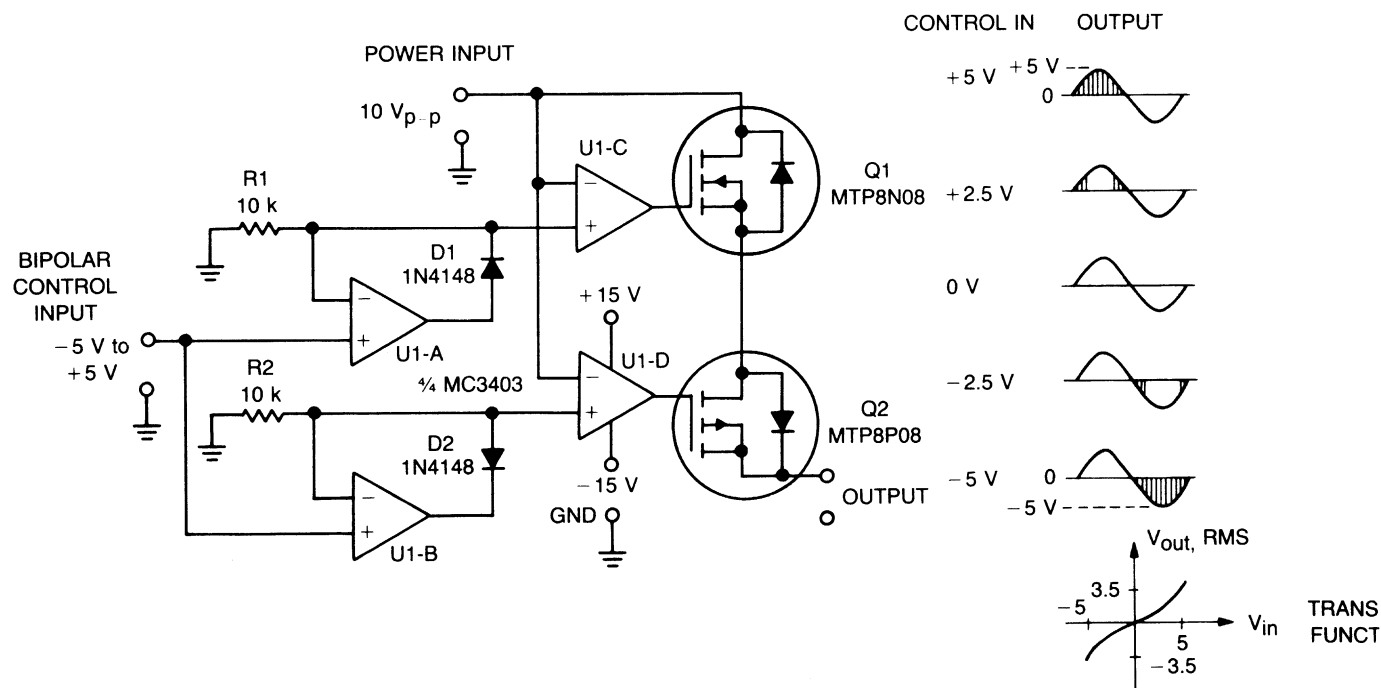 CONTROL IN OUTPUT
POWER INPUT
10 Vp-p
+5 V
+5 V
0
U1-C
−
+
Q1
MTP8N08
+2.5 V
R1
10 k
D1
1N4148
BIPOLAR
CONTROL
INPUT
−5 V to
+5 V
−
+
U1-A
+15 V
0 V
R2
10 k
¼ MC3403
U1-D
−
+
−2.5 V
Q2
MTP8P08
D2
1N4148
−15 V
GND
OUTPUT
−5 V
0
−5 V
−
+
U1-B
Vout, RMS
3.5
−5
Vin
5
−3.5
TRANS
FUNCT